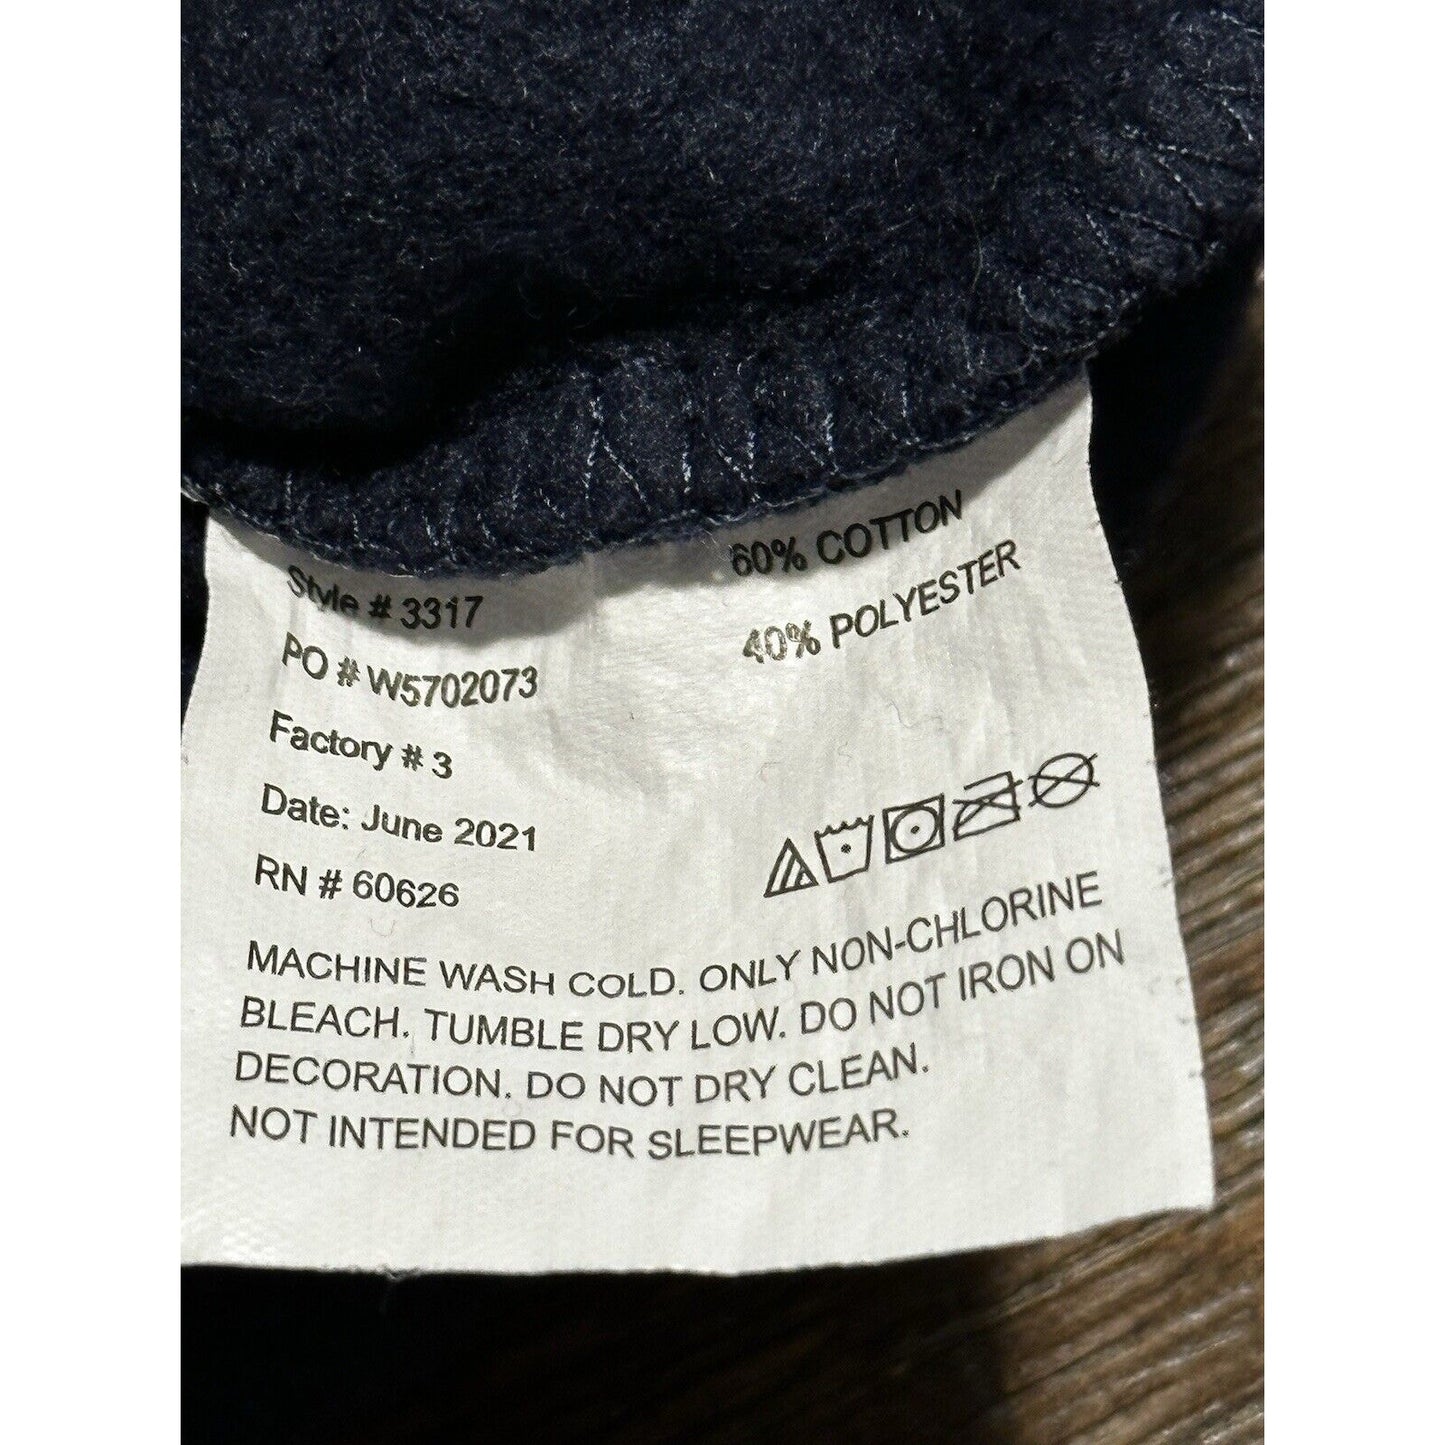 Style # 3317
PO # W5702073
Factory # 3
Date: June 2021
RN # 60626
60% COTTON
40% POLYESTER
MACHINE WASH COLD. ONLY NON-CHLORINE
BLEACH. TUMBLE DRY LOW. DO NOT IRON ON
DECORATION. DO NOT DRY CLEAN.
NOT INTENDED FOR SLEEPWEAR.